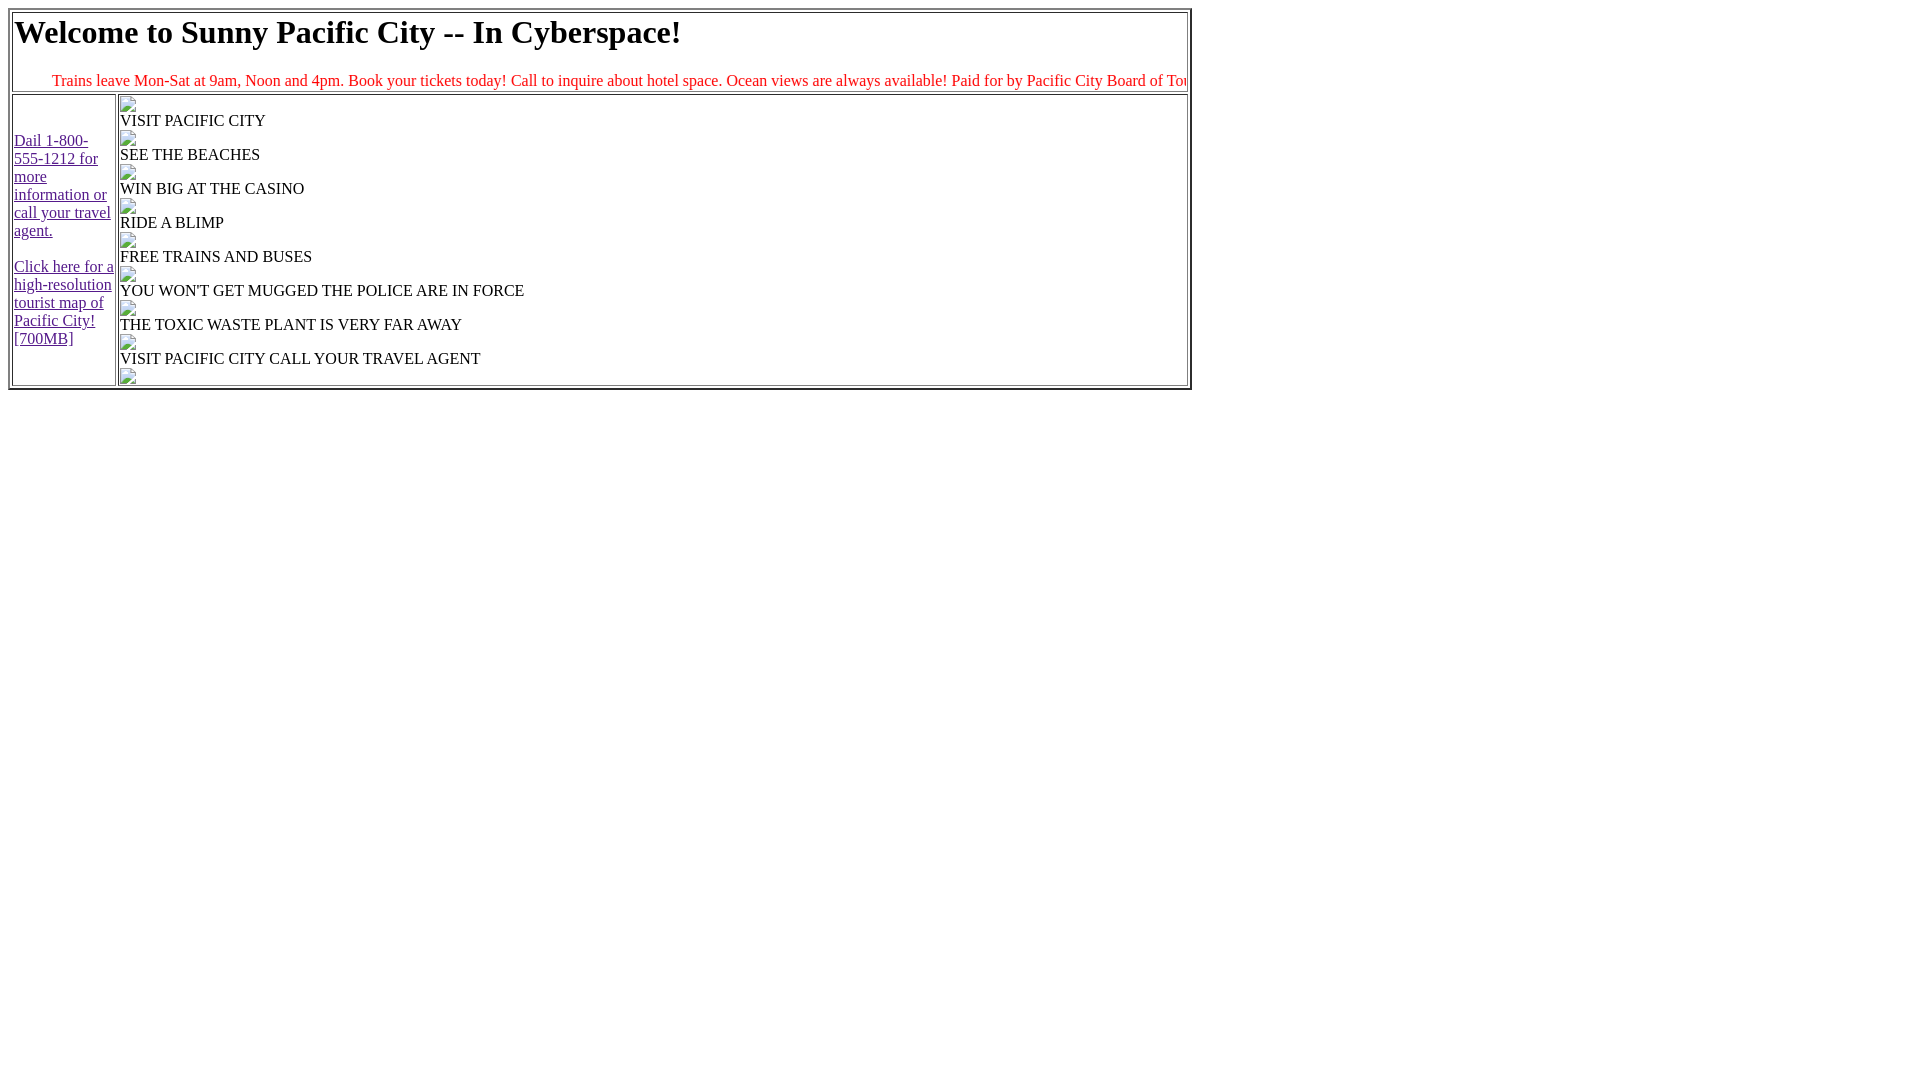 Welcome to Sunny Pacific City -- In Cyberspace!
Trains leave Mon-Sat at 9am, Noon and 4pm. Book your tickets today! Call to inquire about hotel space. Ocean views are always available! Paid for by Pacific City Board of
Dail 1-800-
555-1212 for
more
information or
call your travel
agent.
Click here for a
high-resolution
tourist map of
Pacific City!
[700MB]
VISIT PACIFIC CITY
SEE THE BEACHES
WIN BIG AT THE CASINO
RIDE A BLIMP
FREE TRAINS AND BUSES
YOU WON'T GET MUGGED THE POLICE ARE IN FORCE
THE TOXIC WASTE PLANT IS VERY FAR AWAY
VISIT PACIFIC CITY CALL YOUR TRAVEL AGENT